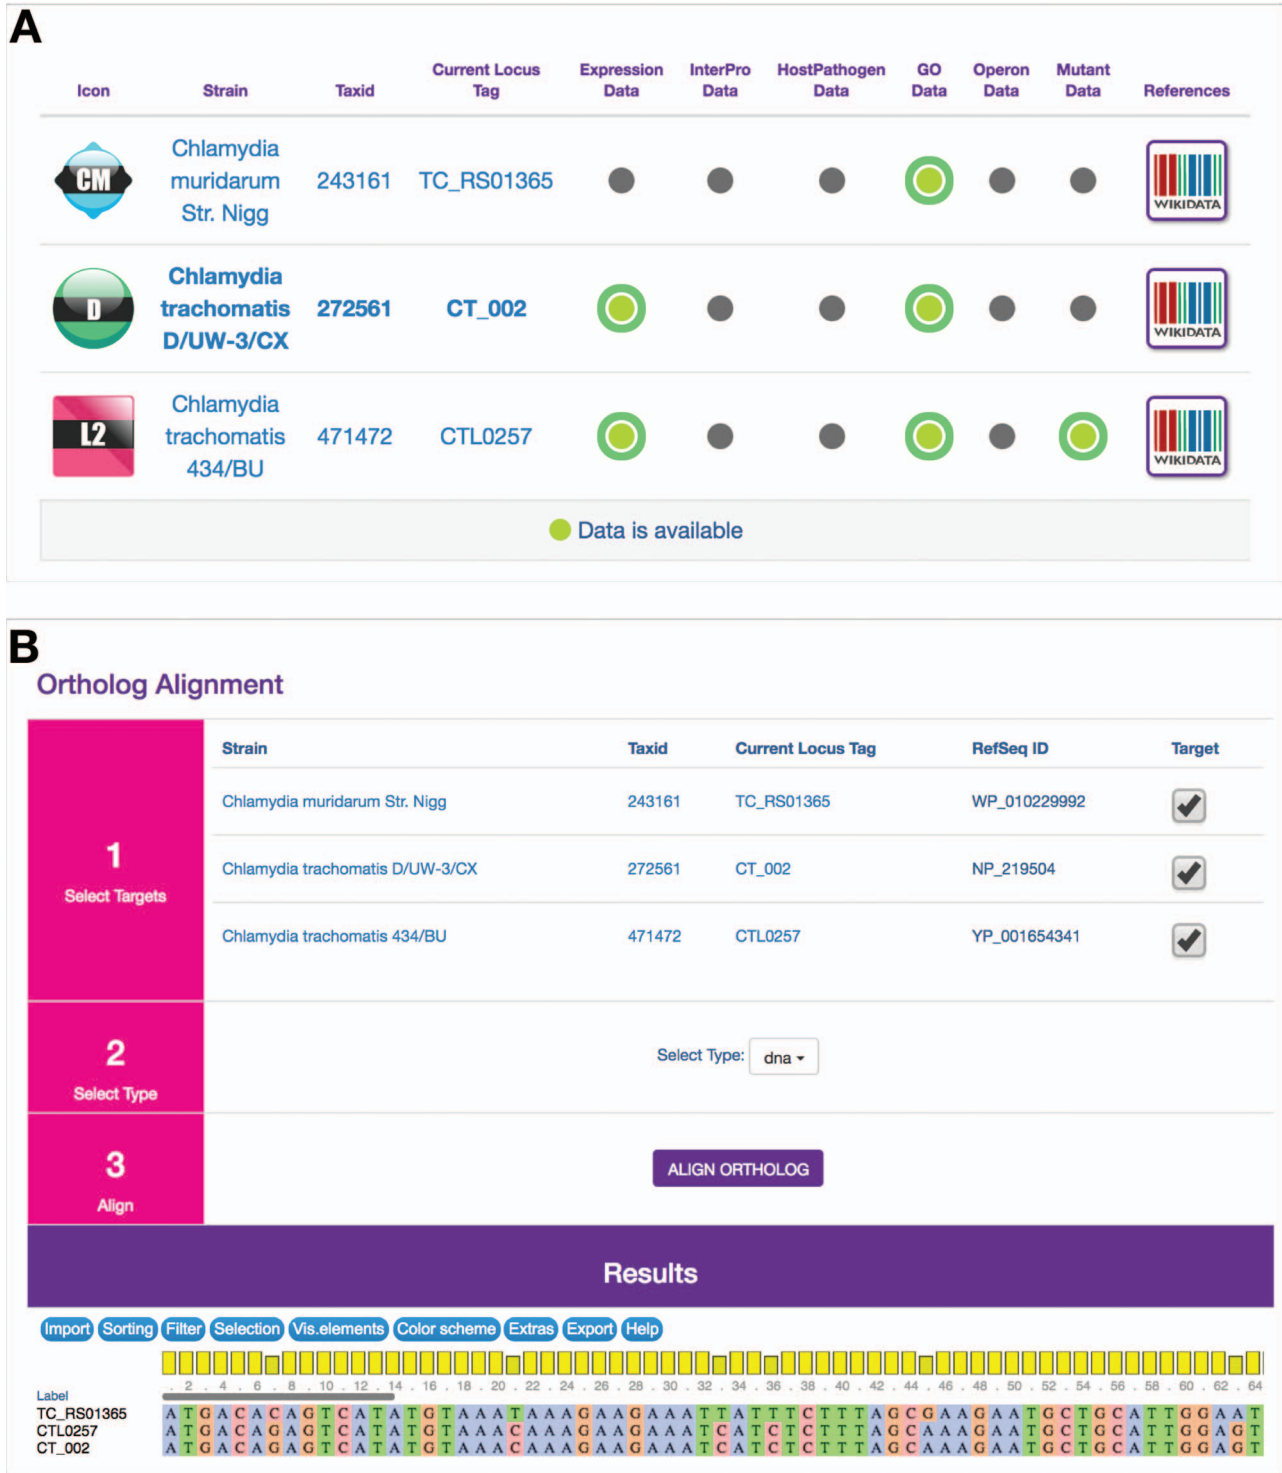 A
Icon Strain Taxid Current Locus Tag Expression Data InterPro Data HostPathogen Data GO Data Operon Data Mutant Data References
CM Chlamydia muridarum Str. Nigg 243161 TC_RS01365 WIKIDATA
D Chlamydia trachomatis D/UW-3/CX 272561 CT_002 WIKIDATA
L2 Chlamydia trachomatis 434/BU 471472 CTL0257 WIKIDATA
Data is available
B
Ortholog Alignment
Strain Taxid Current Locus Tag RefSeq ID Target
Chlamydia muridarum Str. Nigg 243161 TC_RS01365 WP_010229992
1
Select Targets
Chlamydia trachomatis D/UW-3/CX 272561 CT_002 NP_219504
Chlamydia trachomatis 434/BU 471472 CTL0257 YP_001654341
2
Select Type
Select Type: dna
3
Align
ALIGN ORTHOLOG
Results
Import Sorting Filter Selection Vis.elements Color scheme Extras Export Help
. 2 . 4 . 6 . 8 . 10 . 12 . 14 . 16 . 18 . 20 . 22 . 24 . 26 . 28 . 30 . 32 . 34 . 36 . 38 . 40 . 42 . 44 . 46 . 48 . 50 . 52 . 54 . 56 . 58 . 60 . 62 . 64
Label
TC_RS01365 A T G A C A C A G T C A T A T G T A A A T A A A G A A G A A A T T A T T T C T T T A G C G A A G A A T G C T G C A T T G G A A T
CTL0257 A T G A C A G A G T C A T A T G T A A A C A A A G A A G A A A T C A T C T C T T T A G C A A A G A A T G C T G C A T T G G A G T
CT_002 A T G A C A G A G T C A T A T G T A A A C A A A G A A G A A A T C A T C T C T T T A G C A A A G A A T G C T G C A T T G G A G T